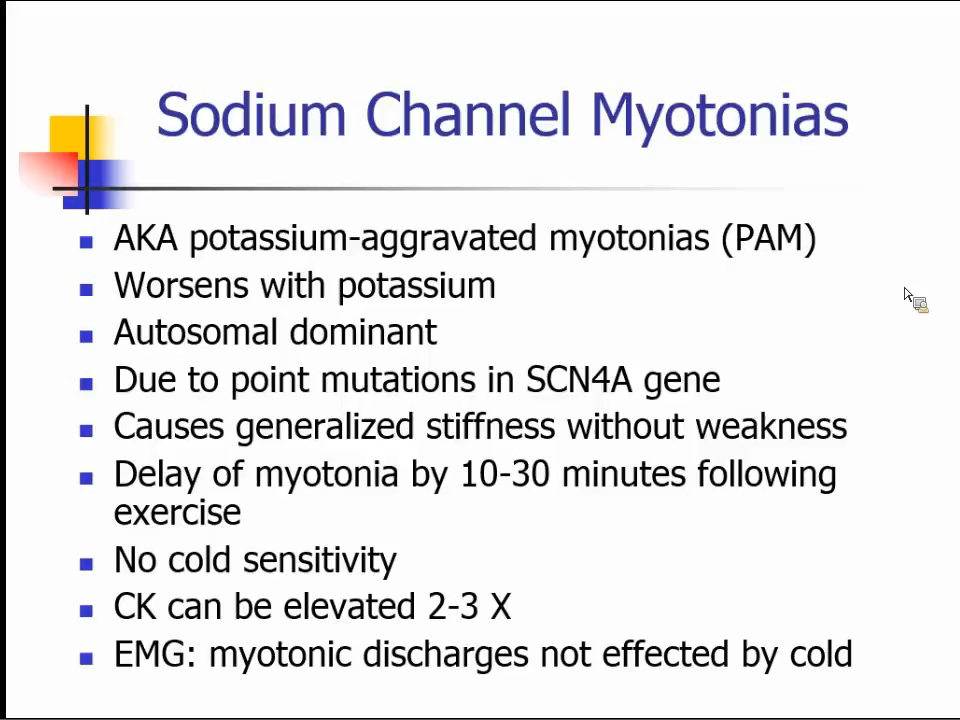 Sodium Channel Myotonias
AKA potassium-aggravated myotonias (PAM)
Worsens with potassium
Autosomal dominant
Due to point mutations in SCN4A gene
Causes generalized stiffness without weakness
Delay of myotonia by 10-30 minutes following
exercise
No cold sensitivity
CK can be elevated 2-3 X
EMG: myotonic discharges not effected by cold